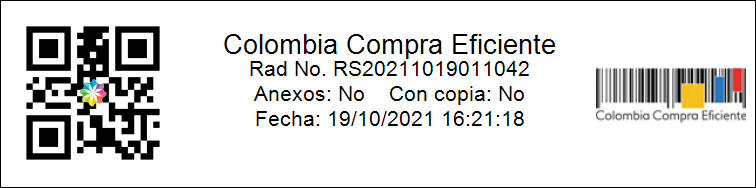 Colombia Compra Eficiente
Rad No. RS20211019011042
Anexos: No    Con copia: No
Fecha: 19/10/2021 16:21:18
Colombia Compra Eficiente